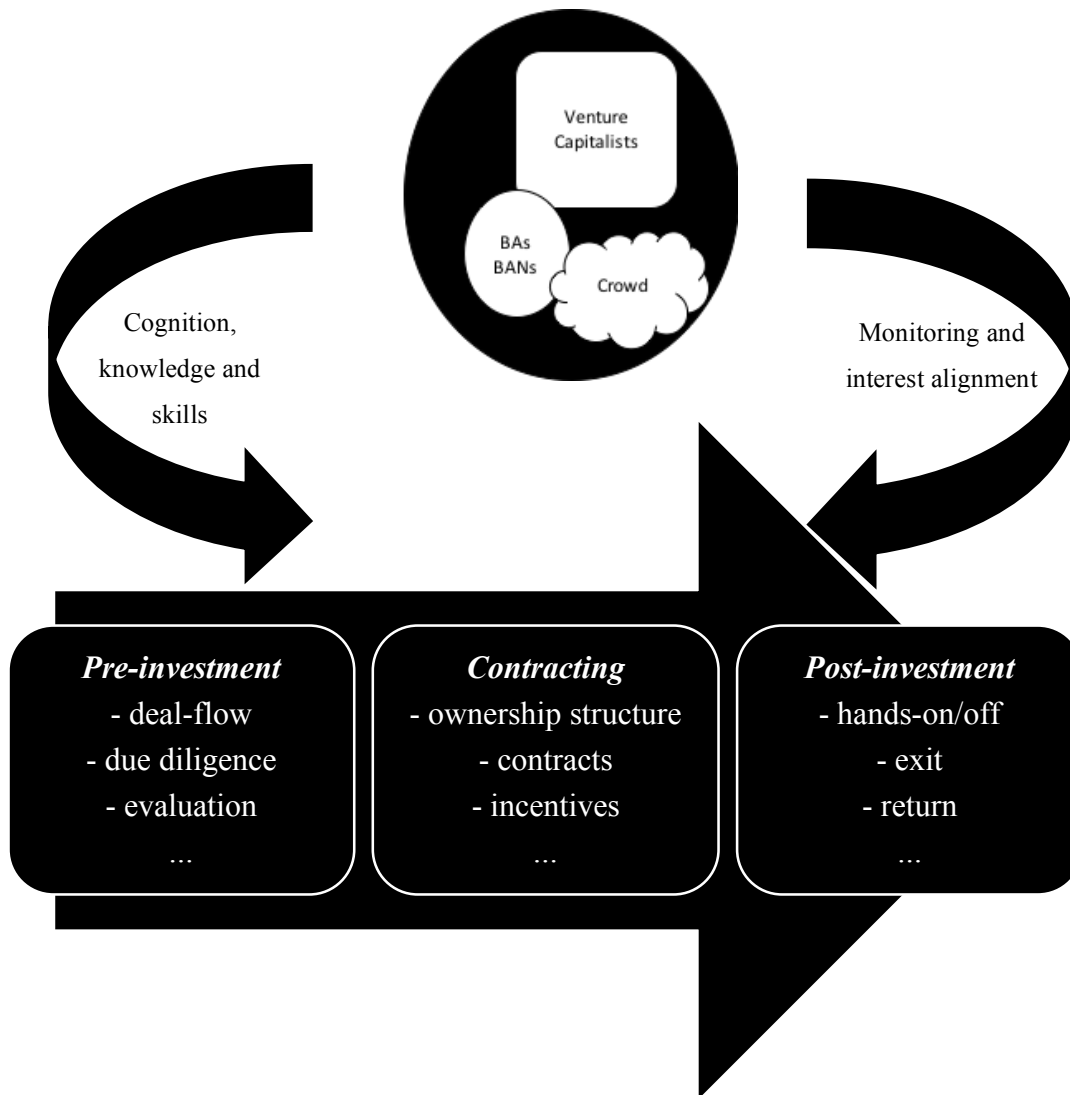 Venture
Capitalists
BAs
BANs
Crowd
Cognition,
knowledge and
skills
Monitoring and
interest alignment
Pre-investment
- deal-flow
- due diligence
- evaluation
...
Contracting
- ownership structure
- contracts
- incentives
...
Post-investment
- hands-on/off
- exit
- return
...